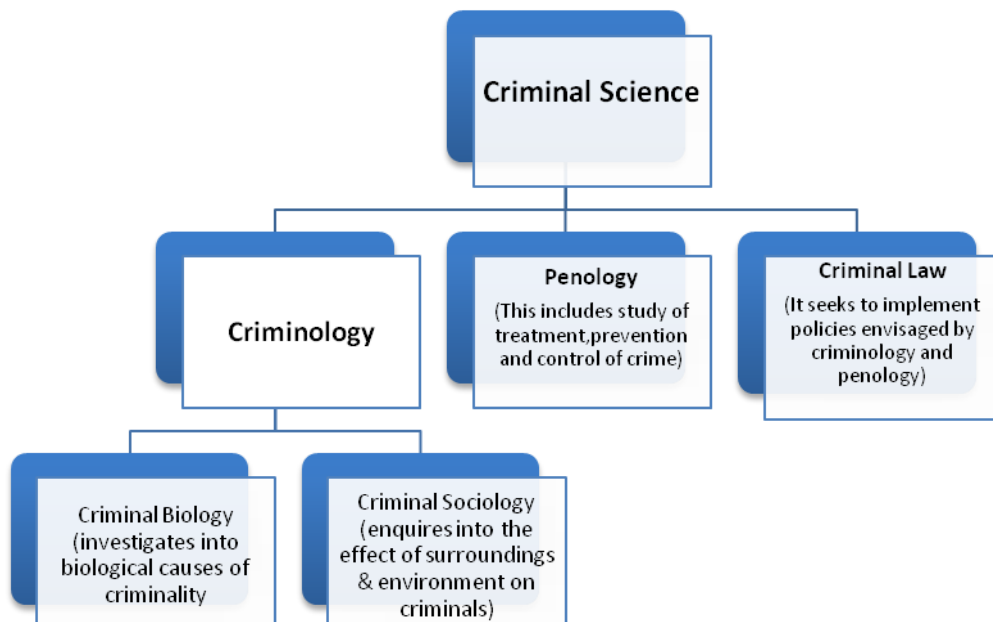 Criminal Science
Criminology
Penology
(This includes study of
treatment,prevention
and control of crime)
Criminal Law
(It seeks to implement
policies envisaged by
criminology and
penology)
Criminal Biology
(investigates into
biological causes of
criminality
Criminal Sociology
(enquires into the
effect of surroundings
& environment on
criminals)